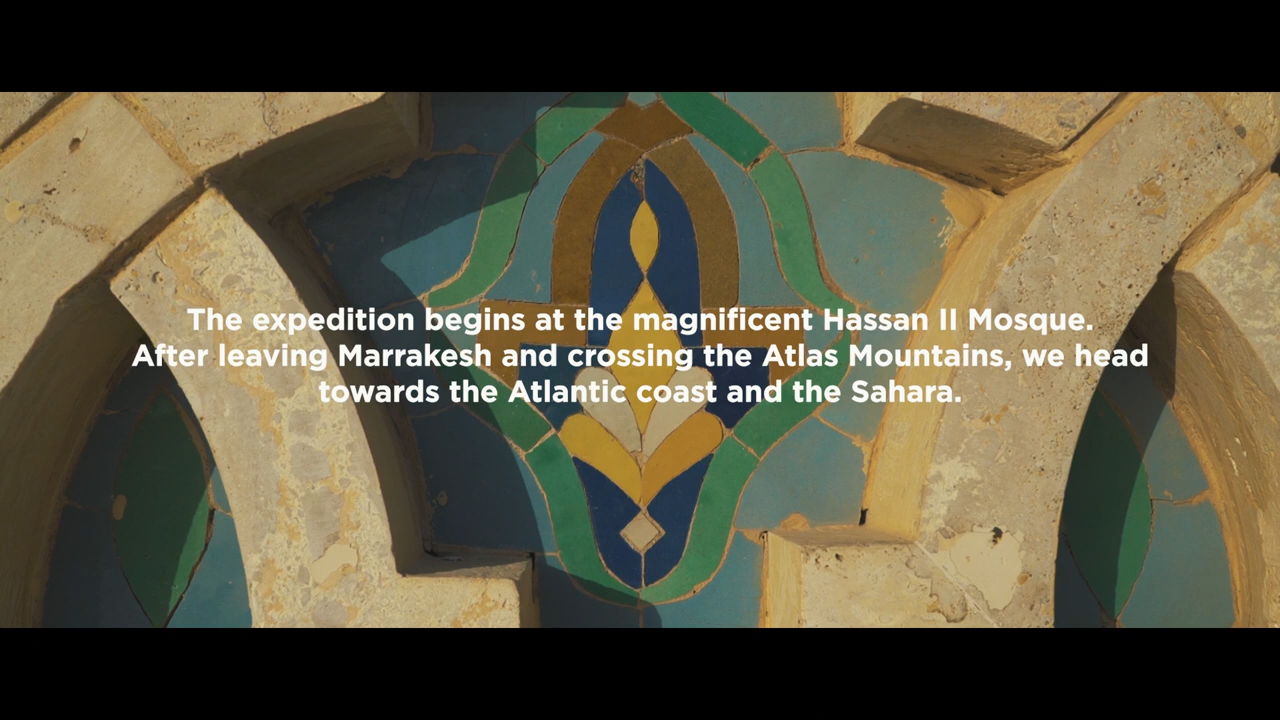 The expedition begins at the magnificent Hassan II Mosque.
After leaving Marrakesh and crossing the Atlas Mountains, we head
towards the Atlantic coast and the Sahara.